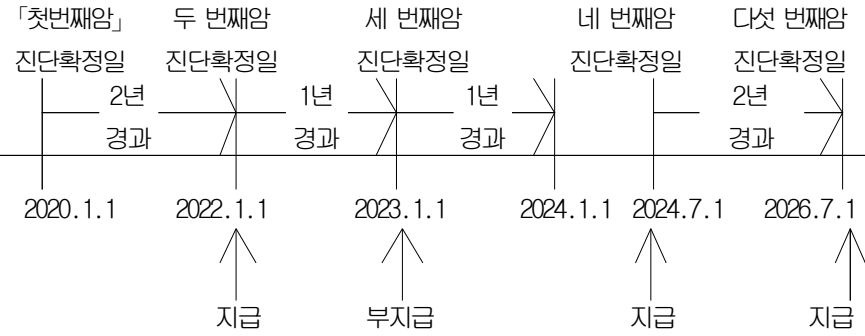 「첫번째암」 두 번째암 세 번째암 네 번째암 다섯 번째암
진단확정일 진단확정일 진단확정일 진단확정일 진단확정일
2년 1년 1년 2년
경과 경과 경과 경과
2020.1.1 2022.1.1 2023.1.1 2024.1.1 2024.7.1 2026.7.1
지급 부지급 지급 지급